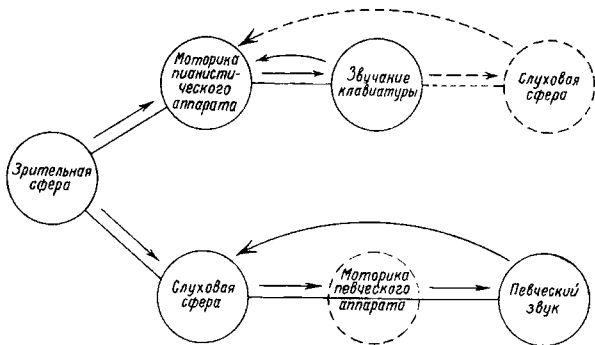 Моторика
пианисти-
ческого
аппарата
Звучание
клавиатуры
Слуховая
сфера
Зрительная
сфера
Слуховая
сфера
Моторика
певческого
аппарата
Певческий
звук